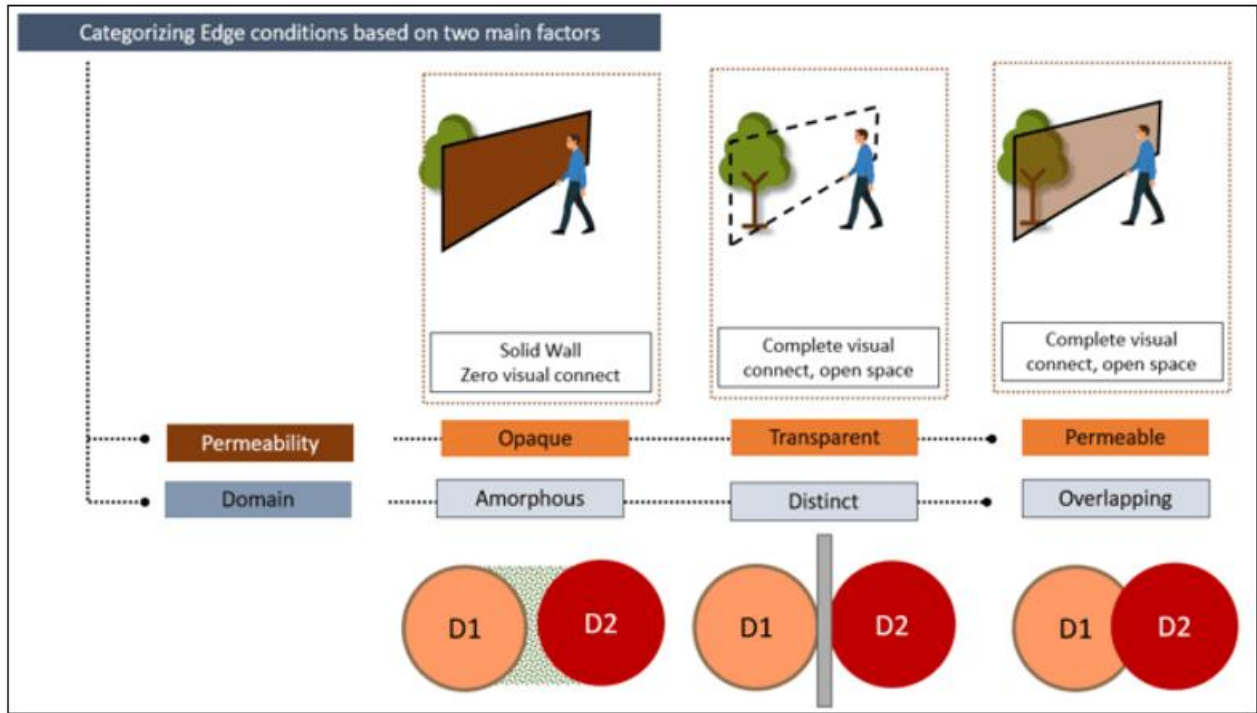 Categorizing Edge conditions based on two main factors
Solid Wall
Zero visual connect
Complete visual
connect, open space
Complete visual
connect, open space
Permeability
Opaque
Transparent
Permeable
Domain
Amorphous
Distinct
Overlapping
D1
D2
D1
D2
D1
D2